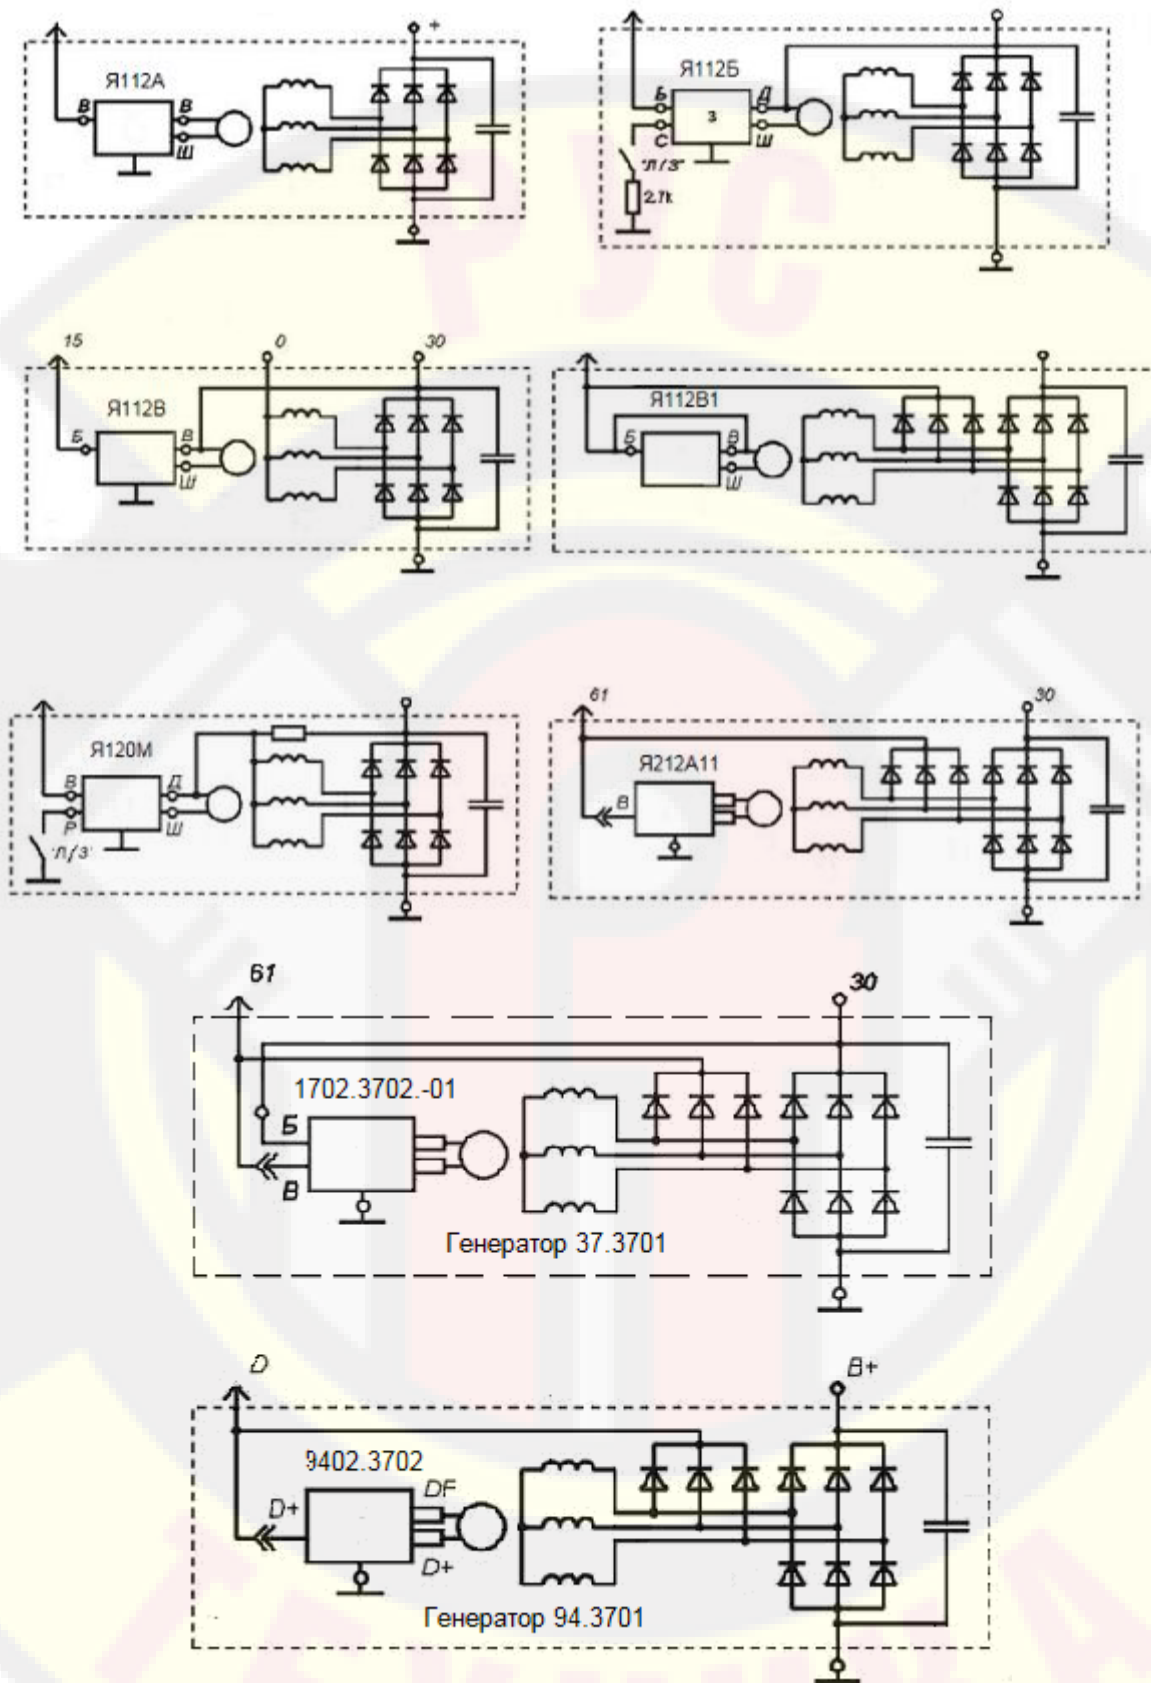 +
Я112А
В В
Ш
Я112Б
Б Д
з
С Ш
"Л/З"
2.7k
15 0 30
Я112В
Б В
Ш
Я112В1
Б В
Ш
Я120М
В Д
Р Ш
"Л/З"
61 30
Я212А11
В
61 30
1702.3702.-01
Б
В
Генератор 37.3701
D B+
9402.3702
D+ DF
D+
Генератор 94.3701
РУС